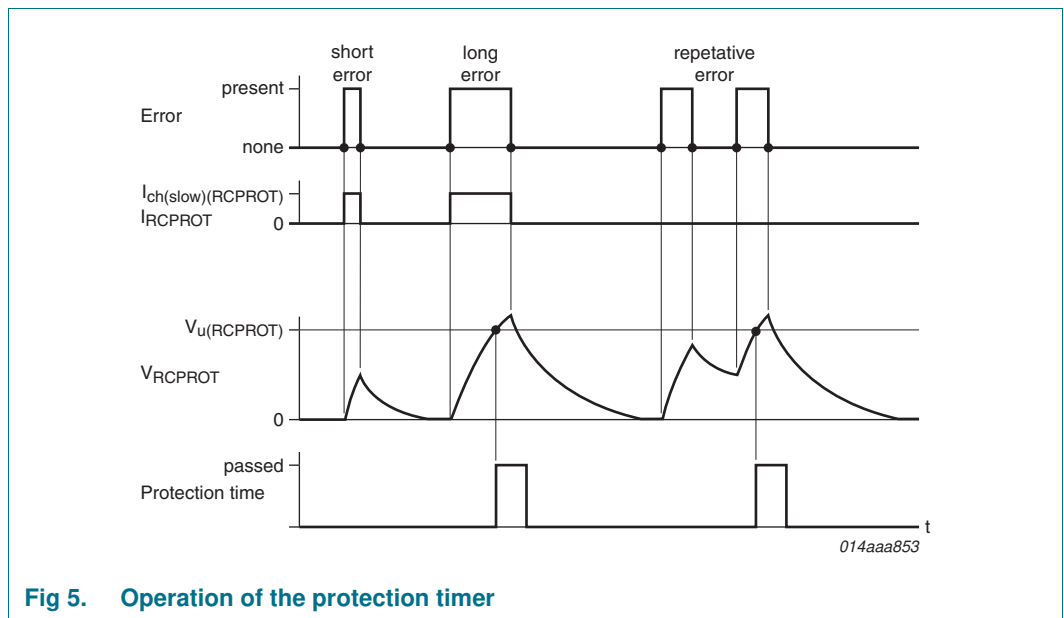 short
error
long
error
repetative
error
present
Error
none
Ich(slow)(RCPROT)
IRCPROT
0
Vu(RCPROT)
VRCPROT
0
passed
Protection time
t
014aaa853
Fig 5. Operation of the protection timer